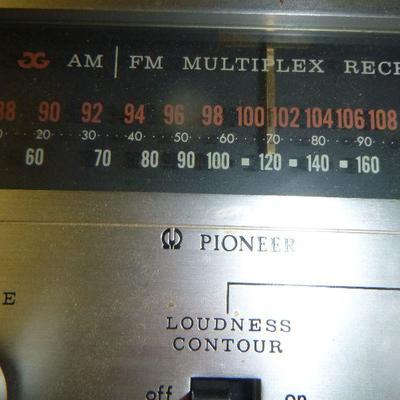 AM | FM MULTIPLEX REC
88 90 92 94 96 98 100 102 104 106 108
20 30 40 50 60 70 80 90
60 70 80 90 100 120 140 160
PIONEER
E
LOUDNESS
CONTOUR
off on